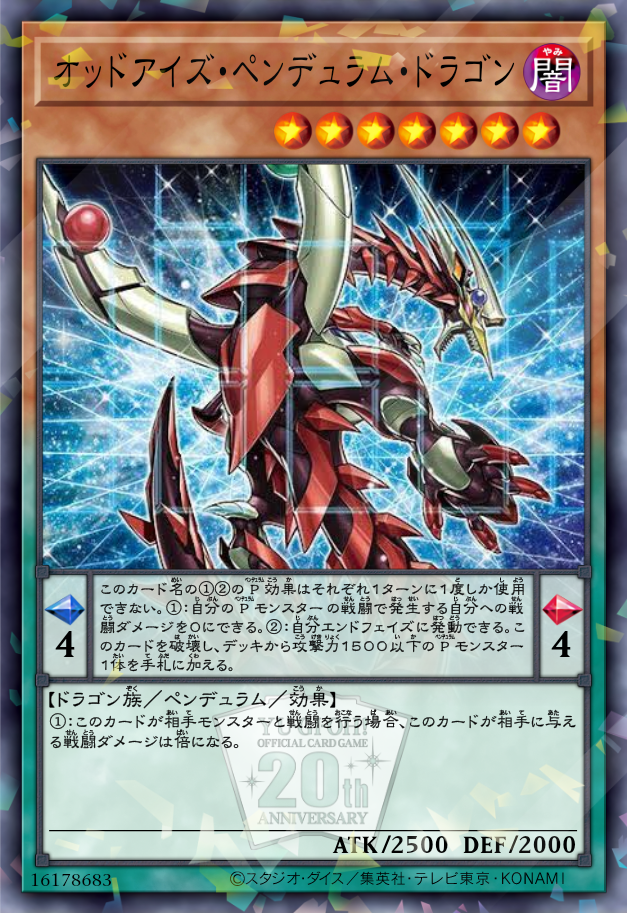 オッドアイズ・ペンデュラム・ドラゴン
闇
このカード名の①②のP効果はそれぞれ1ターンに1度しか使用
できない。①：自分のPモンスターの戦闘で発生する自分への戦
闘ダメージを0にできる。②：自分エンドフェイズに発動できる。こ
のカードを破壊し、デッキから攻撃力1500以下のPモンスター
1体を手札に加える。
4
4
【ドラゴン族／ペンデュラム／効果】
①：このカードが相手モンスターと戦闘を行う場合、このカードが相手に与え
る戦闘ダメージは倍になる。
Yu-Gi-Oh!
OFFICIAL CARD GAME
20th
ANNIVERSARY
ATK/2500 DEF/2000
16178683
©スタジオ・ダイス／集英社・テレビ東京・KONAMI